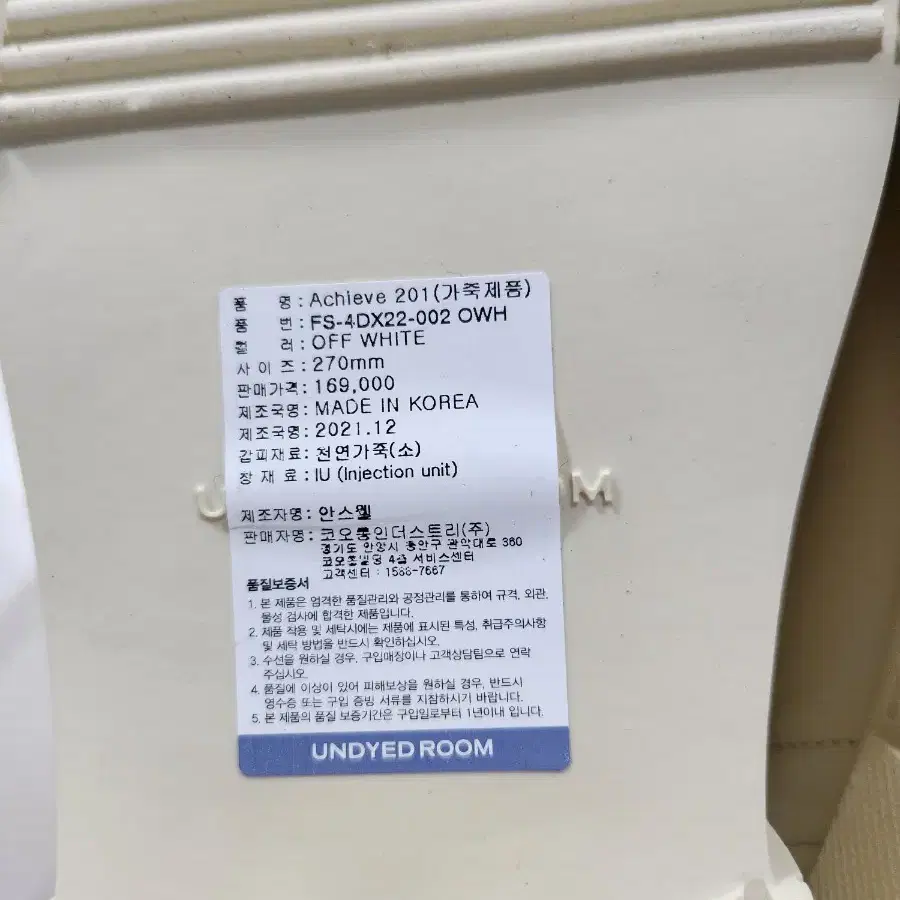 품 명 : Achieve 201(가죽제품)
품 번 : FS-4DX22-002 OWH
컬 러 : OFF WHITE
사 이 즈 : 270mm
판매가격 : 169,000
제조국명 : MADE IN KOREA
제조국명 : 2021.12
갑피재료 : 천연가죽(소)
창 재 료 : IU (Injection unit)
U OM
제조자명 : 안스웰
판매자명 : 코오롱인더스트리(주)
경기도 안양시 동안구 관악대로 360
코오롱빌딩 4층 서비스센터
고객센터 : 1588-7667
품질보증서
1. 본 제품은 엄격한 품질관리와 공정관리를 통하여 규격, 외관,
물성 검사에 합격한 제품입니다.
2. 제품 착용 및 세탁시에는 제품에 표시된 특성, 취급주의사항
및 세탁 방법을 반드시 확인하십시오.
3. 수선을 원하실 경우, 구입매장이나 고객상담팀으로 연락
주십시오.
4. 품질에 이상이 있어 피해보상을 원하실 경우, 반드시
영수증 또는 구입 증빙 서류를 지참하시기 바랍니다.
5. 본 제품의 품질 보증기간은 구입일로부터 1년이내 입니다.
UNDYED ROOM